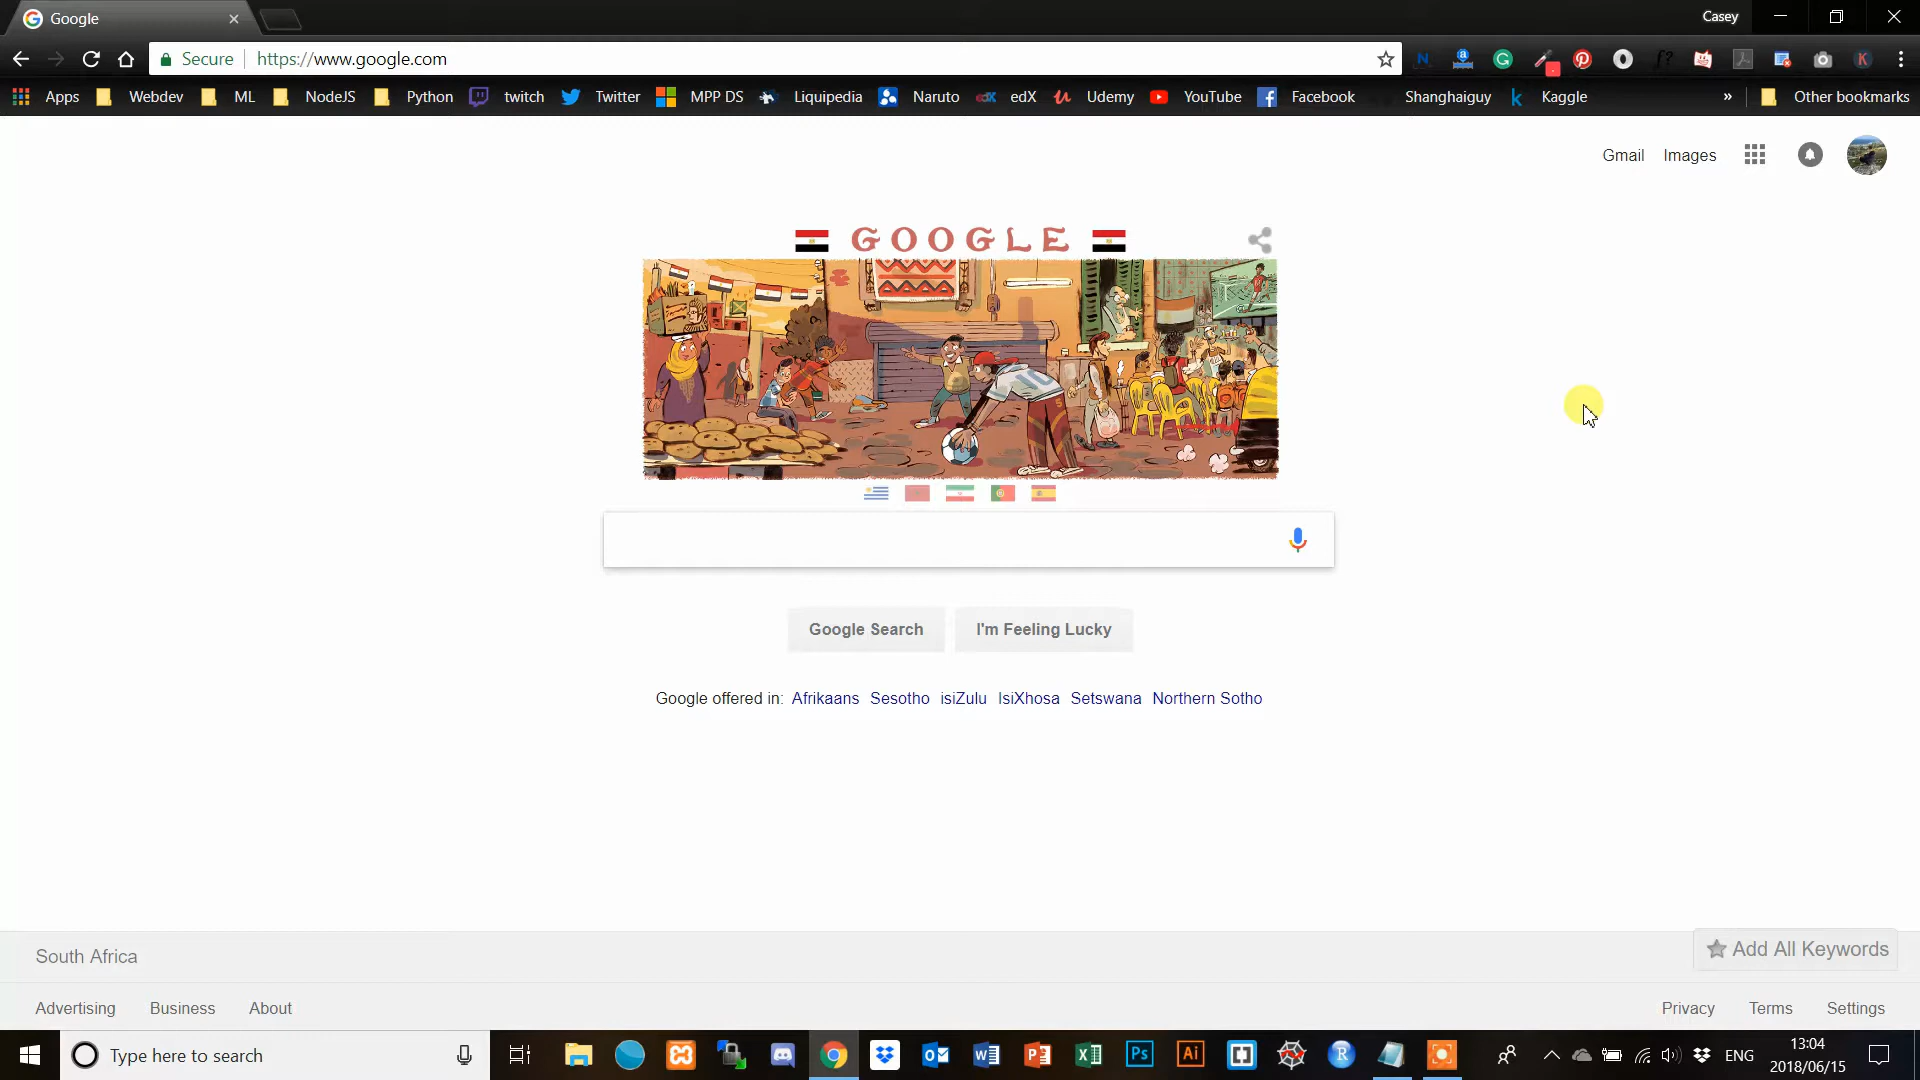 Google
Casey
Secure https://www.google.com
Apps Webdev ML NodeJS Python twitch Twitter MPP DS Liquipedia Naruto edX Udemy YouTube Facebook Shanghaiguy Kaggle » Other bookmarks
Gmail Images
GOOGLE
Google Search I'm Feeling Lucky
Google offered in: Afrikaans Sesotho isiZulu IsiXhosa Setswana Northern Sotho
South Africa
Add All Keywords
Advertising Business About
Privacy Terms Settings
Type here to search
ENG
13:04
2018/06/15